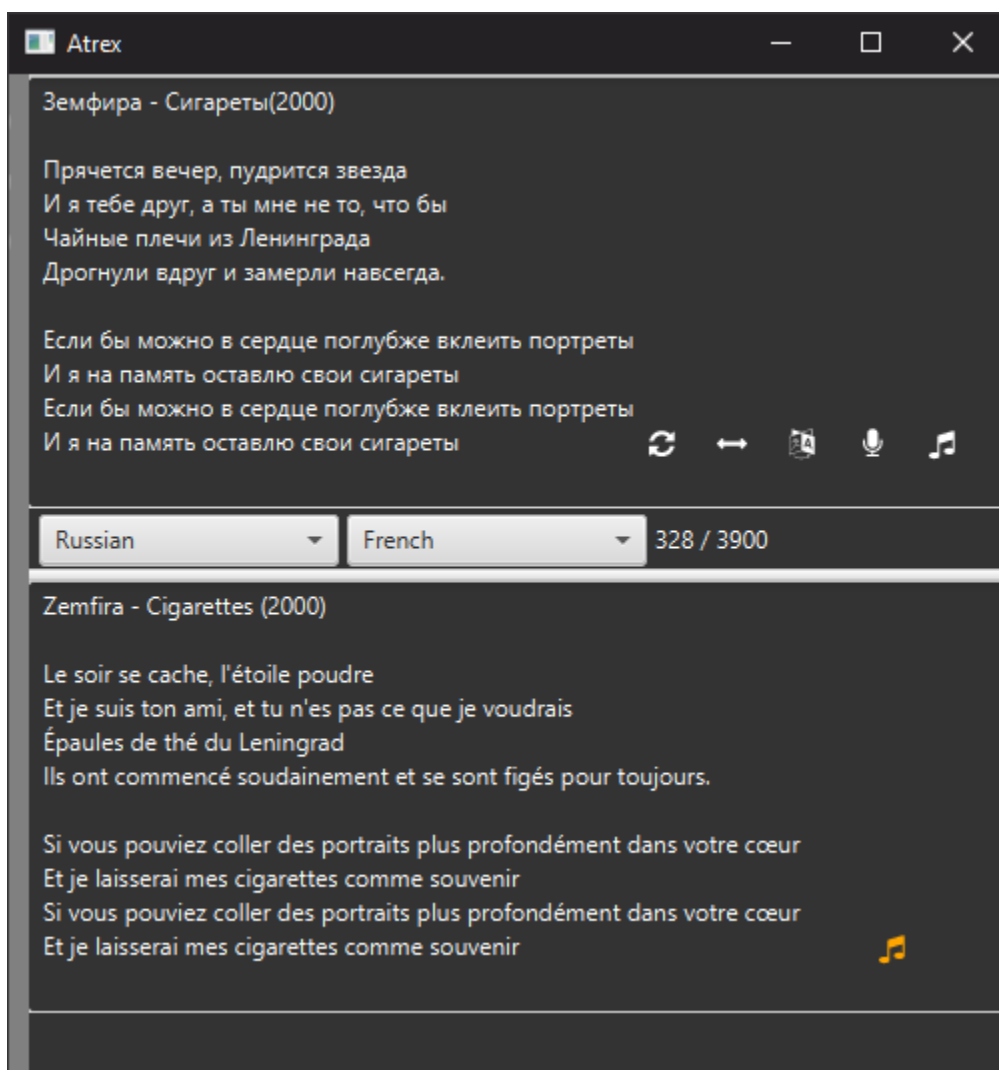 Atrex
Земфира - Сигареты(2000)
Прячется вечер, пудрится звезда
И я тебе друг, а ты мне не то, что бы
Чайные плечи из Ленинграда
Дрогнули вдруг и замерли навсегда.
Если бы можно в сердце поглубже вклеить портреты
И я на память оставлю свои сигареты
Если бы можно в сердце поглубже вклеить портреты
И я на память оставлю свои сигареты
Russian French 328 / 3900
Zemfira - Cigarettes (2000)
Le soir se cache, l'étoile poudre
Et je suis ton ami, et tu n'es pas ce que je voudrais
Épaules de thé du Leningrad
Ils ont commencé soudainement et se sont figés pour toujours.
Si vous pouviez coller des portraits plus profondément dans votre cœur
Et je laisserai mes cigarettes comme souvenir
Si vous pouviez coller des portraits plus profondément dans votre cœur
Et je laisserai mes cigarettes comme souvenir